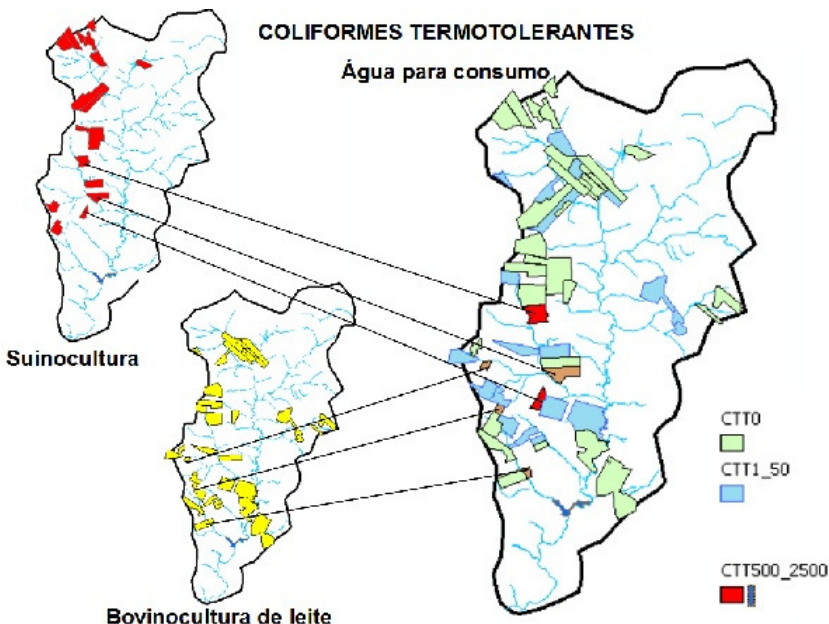 COLIFORMES TERMOTOLERANTES
Água para consumo
Suinocultura
Bovinocultura de leite
CTT0
CTT1_50
CTT500_2500